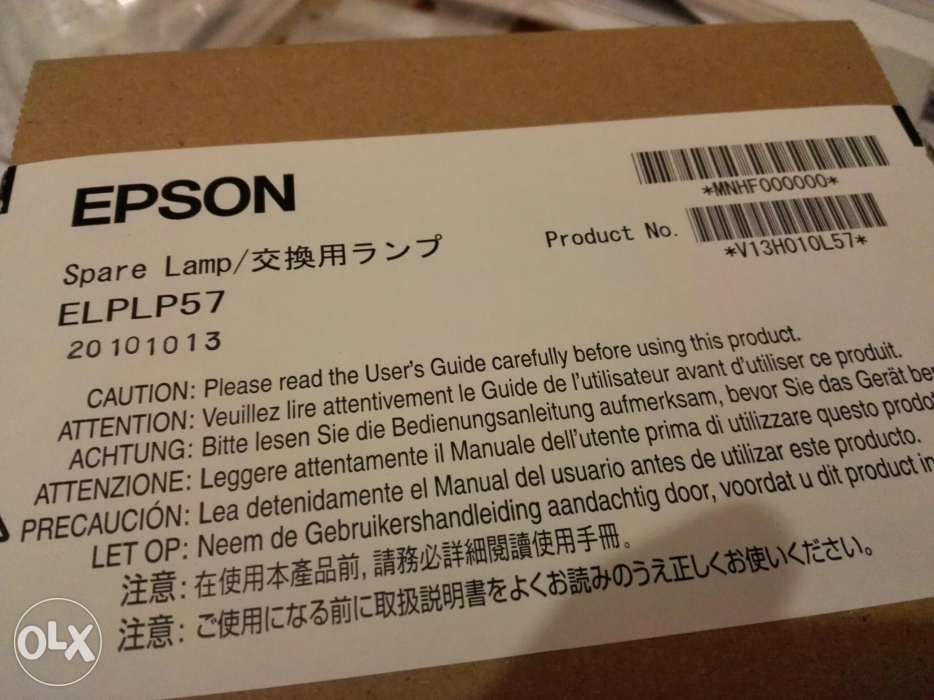 EPSON
*MNHF000000*
Product No.
*V13H010L57*
Spare Lamp/交換用ランプ
ELPLP57
20101013
CAUTION: Please read the User's Guide carefully before using this product.
ATTENTION: Veuillez lire attentivement le Guide de l'utilisateur avant d'utiliser ce produit.
ACHTUNG: Bitte lesen Sie die Bedienungsanleitung aufmerksam, bevor Sie das Gerät
ATTENZIONE: Leggere attentamente il Manuale dell'utente prima di utilizzare questo
PRECAUCIÓN: Lea detenidamente el Manual del usuario antes de utilizar este producto.
LET OP: Neem de Gebruikershandleiding aandachtig door, voordat u dit product in
注意: 在使用本產品前, 請務必詳細閱讀使用手冊。
注意: ご使用になる前に取扱説明書をよくお読みのうえ正しくお使いください。
OLX